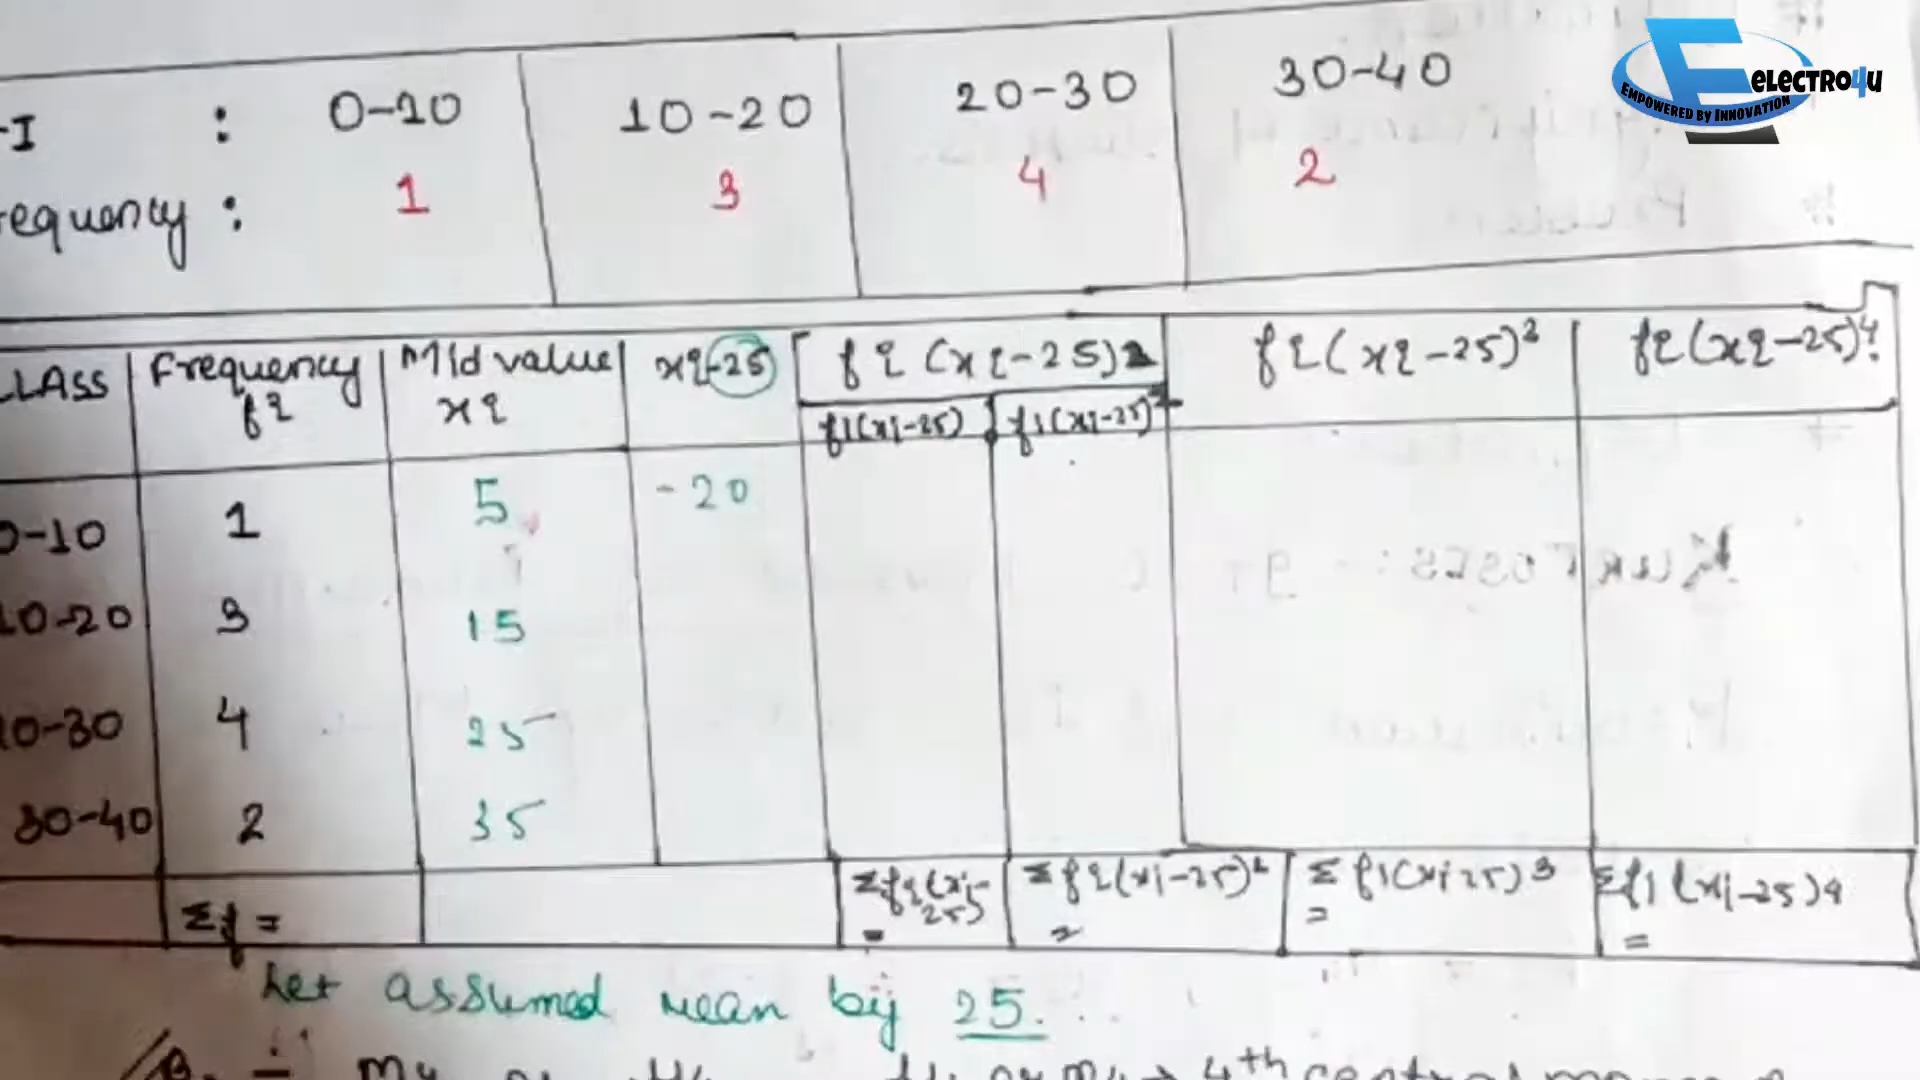 -I : 0-10 10-20 20-30 30-40
requency : 1 3 4 2
ELECTRO4U
EMPOWERED BY INNOVATION
LASS Frequency fi Mid value xi xi-25 fi(xi-25)2 fi(xi-25)3 fi(xi-25)4
fi(xi-25) fi(xi-25)2
0-10 1 5 -20
10-20 3 15
20-30 4 25
30-40 2 35
Σf = Σfi(xi-25) = Σfi(xi-25)2 = Σfi(xi-25)3 = Σfi(xi-25)4 =
Let assumed mean by 25.
4th central